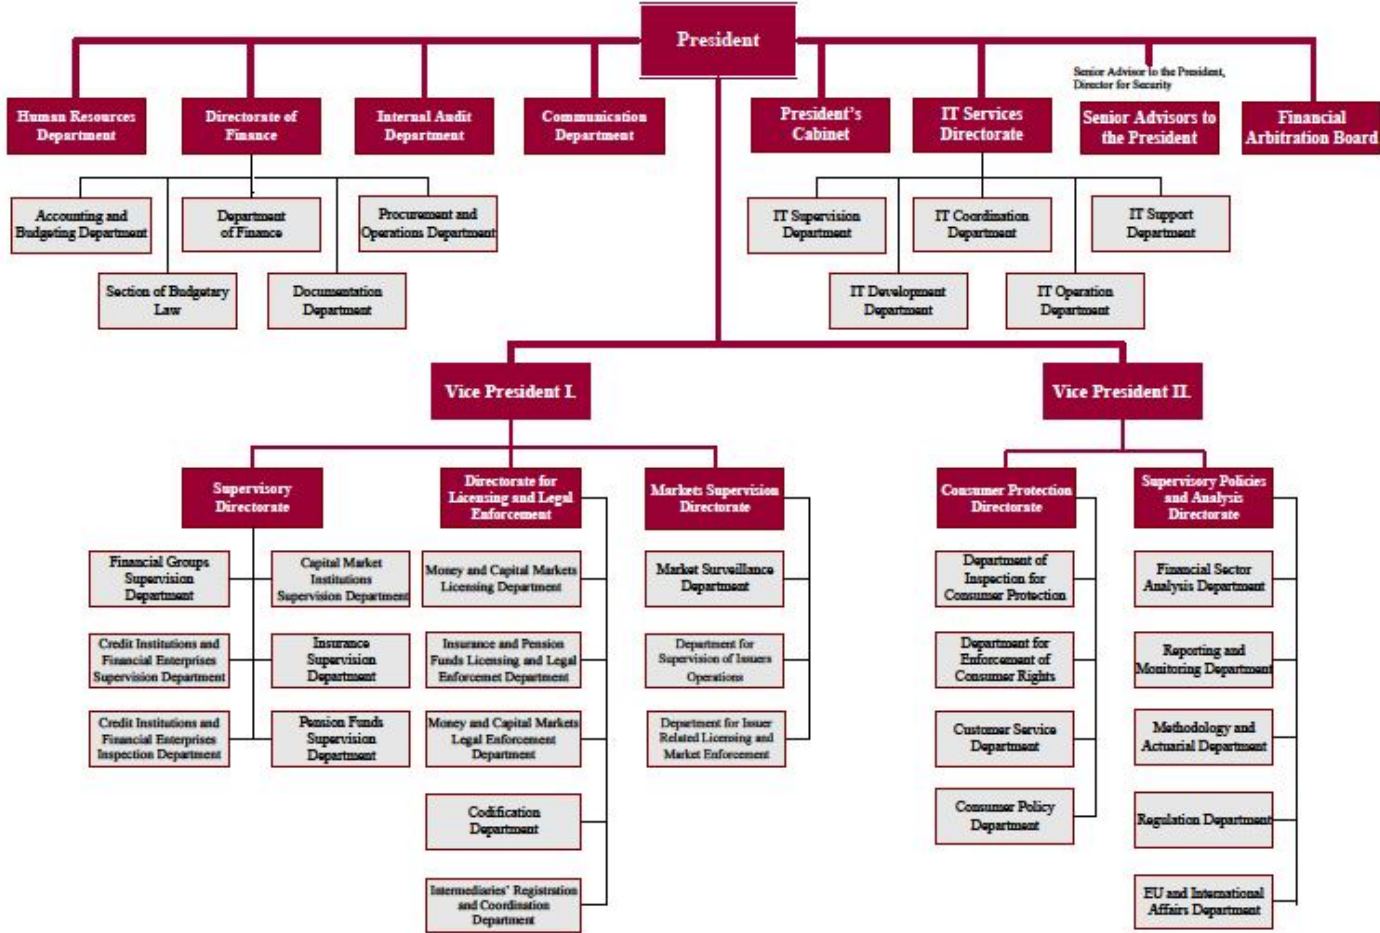 President
Senior Advisor to the President,
Director for Security
Human Resources
Department
Directorate of
Finance
Internal Audit
Department
Communication
Department
President's
Cabinet
IT Services
Directorate
Senior Advisors to
the President
Financial
Arbitration Board
Accounting and
Budgeting Department
Department
of Finance
Procurement and
Operations Department
IT Supervision
Department
IT Coordination
Department
IT Support
Department
Section of Budgetary
Law
Documentation
Department
IT Development
Department
IT Operation
Department
Vice President I.
Vice President II.
Supervisory
Directorate
Directorate for
Licensing and Legal
Enforcement
Markets Supervision
Directorate
Consumer Protection
Directorate
Supervisory Policies
and Analysis
Directorate
Financial Groups
Supervision
Department
Capital Market
Institutions
Supervision Department
Money and Capital Markets
Licensing Department
Market Surveillance
Department
Department of
Inspection for
Consumer Protection
Financial Sector
Analysis Department
Credit Institutions and
Financial Enterprises
Supervision Department
Insurance
Supervision
Department
Insurance and Pension
Funds Licensing and Legal
Enforcemet Department
Department for
Supervision of Issuers
Operations
Department for
Enforcement of
Consumer Rights
Reporting and
Monitoring Department
Credit Institutions and
Financial Enterprises
Inspection Department
Pension Funds
Supervision
Department
Money and Capital Markets
Legal Enforcement
Department
Department for Issuer
Related Licensing and
Market Enforcement
Customer Service
Department
Methodology and
Actuarial Department
Codification
Department
Consumer Policy
Department
Regulation Department
Intermediaries' Registration
and Coordination
Department
EU and International
Affairs Department